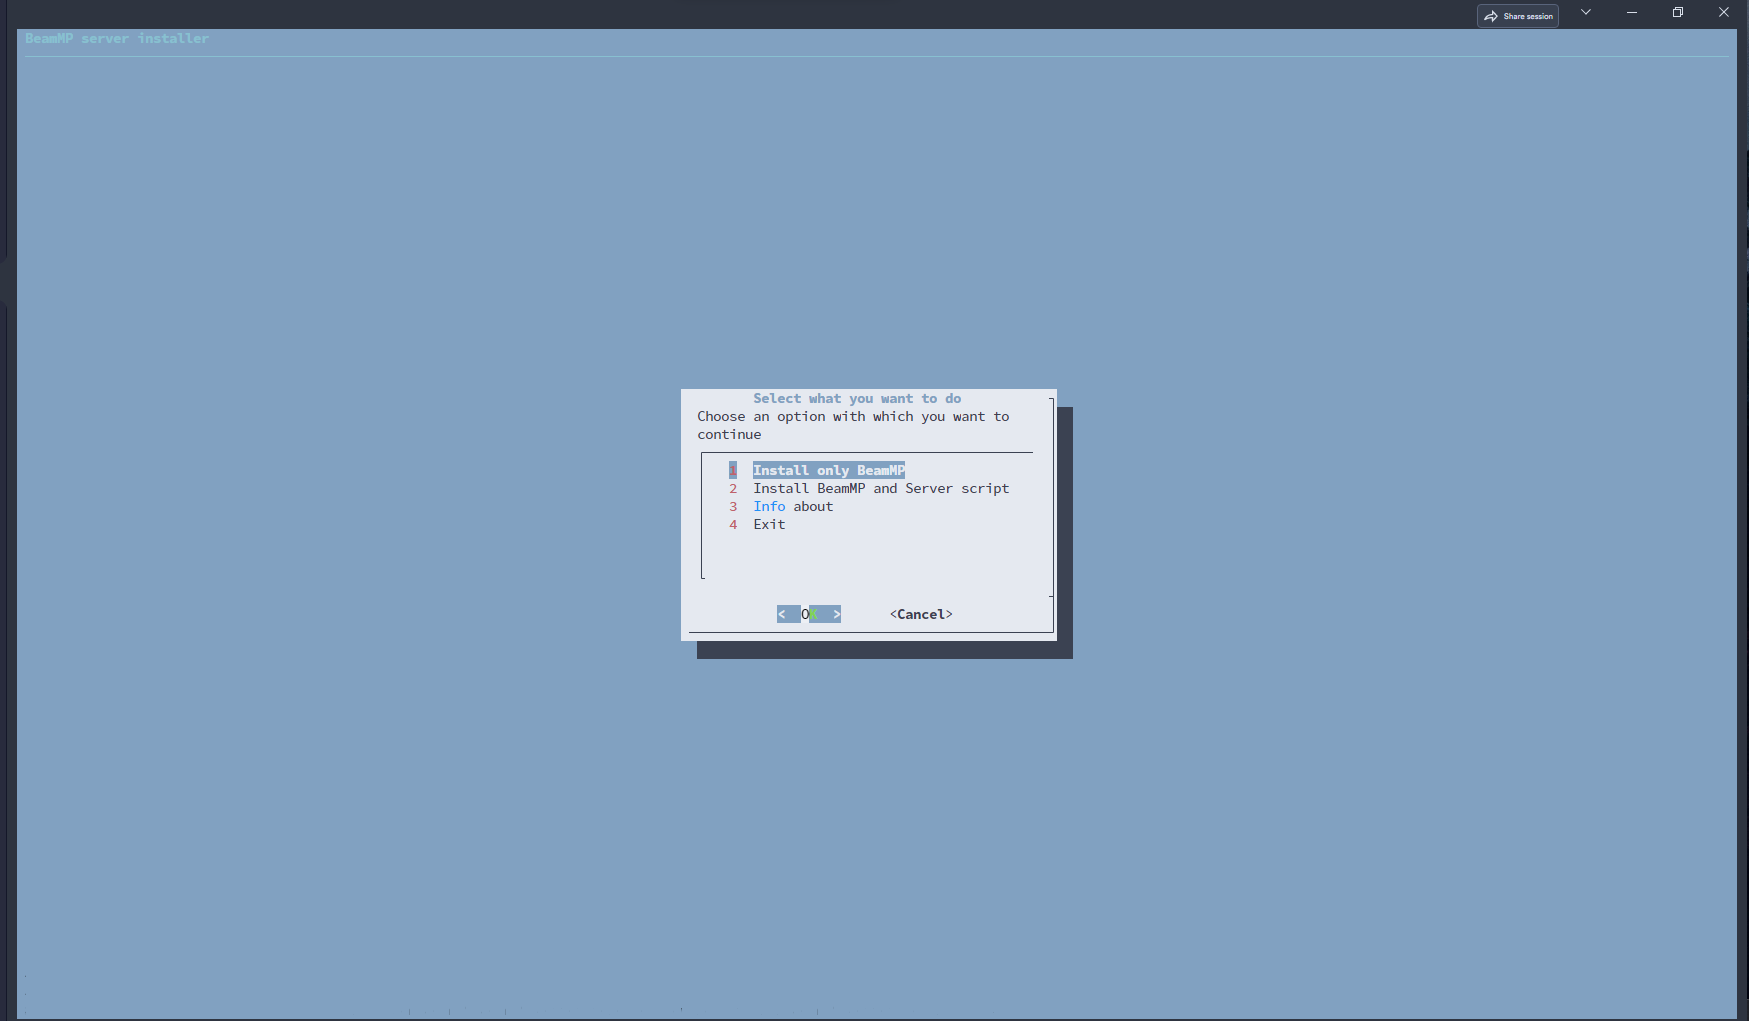 Share session
BeamMP server installer
Select what you want to do
Choose an option with which you want to
continue
1 Install only BeamMP
2 Install BeamMP and Server script
3 Info about
4 Exit
< OK > <Cancel>